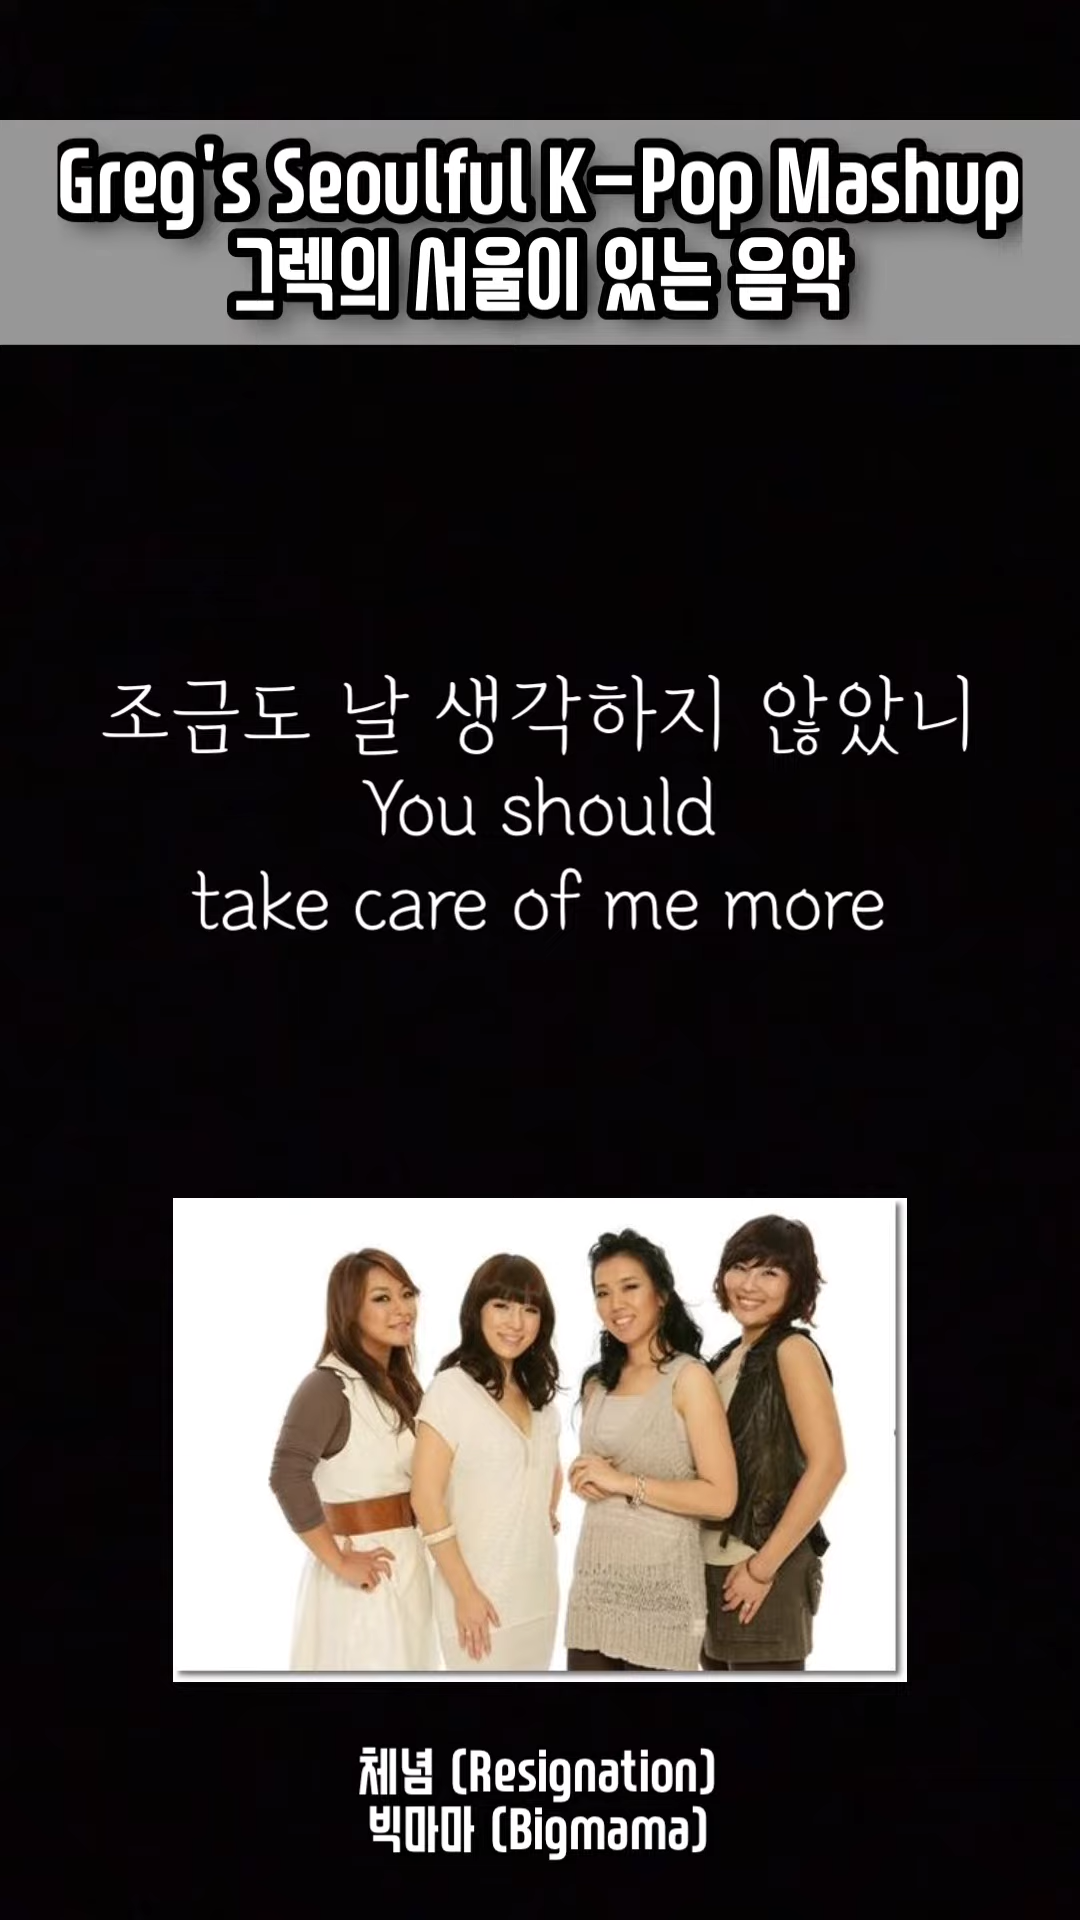 Greg's Seoulful K-Pop Mashup
그렉의 서울이 있는 음악
조금도 날 생각하지 않았니
You should
take care of me more
체념 (Resignation)
빅마마 (Bigmama)